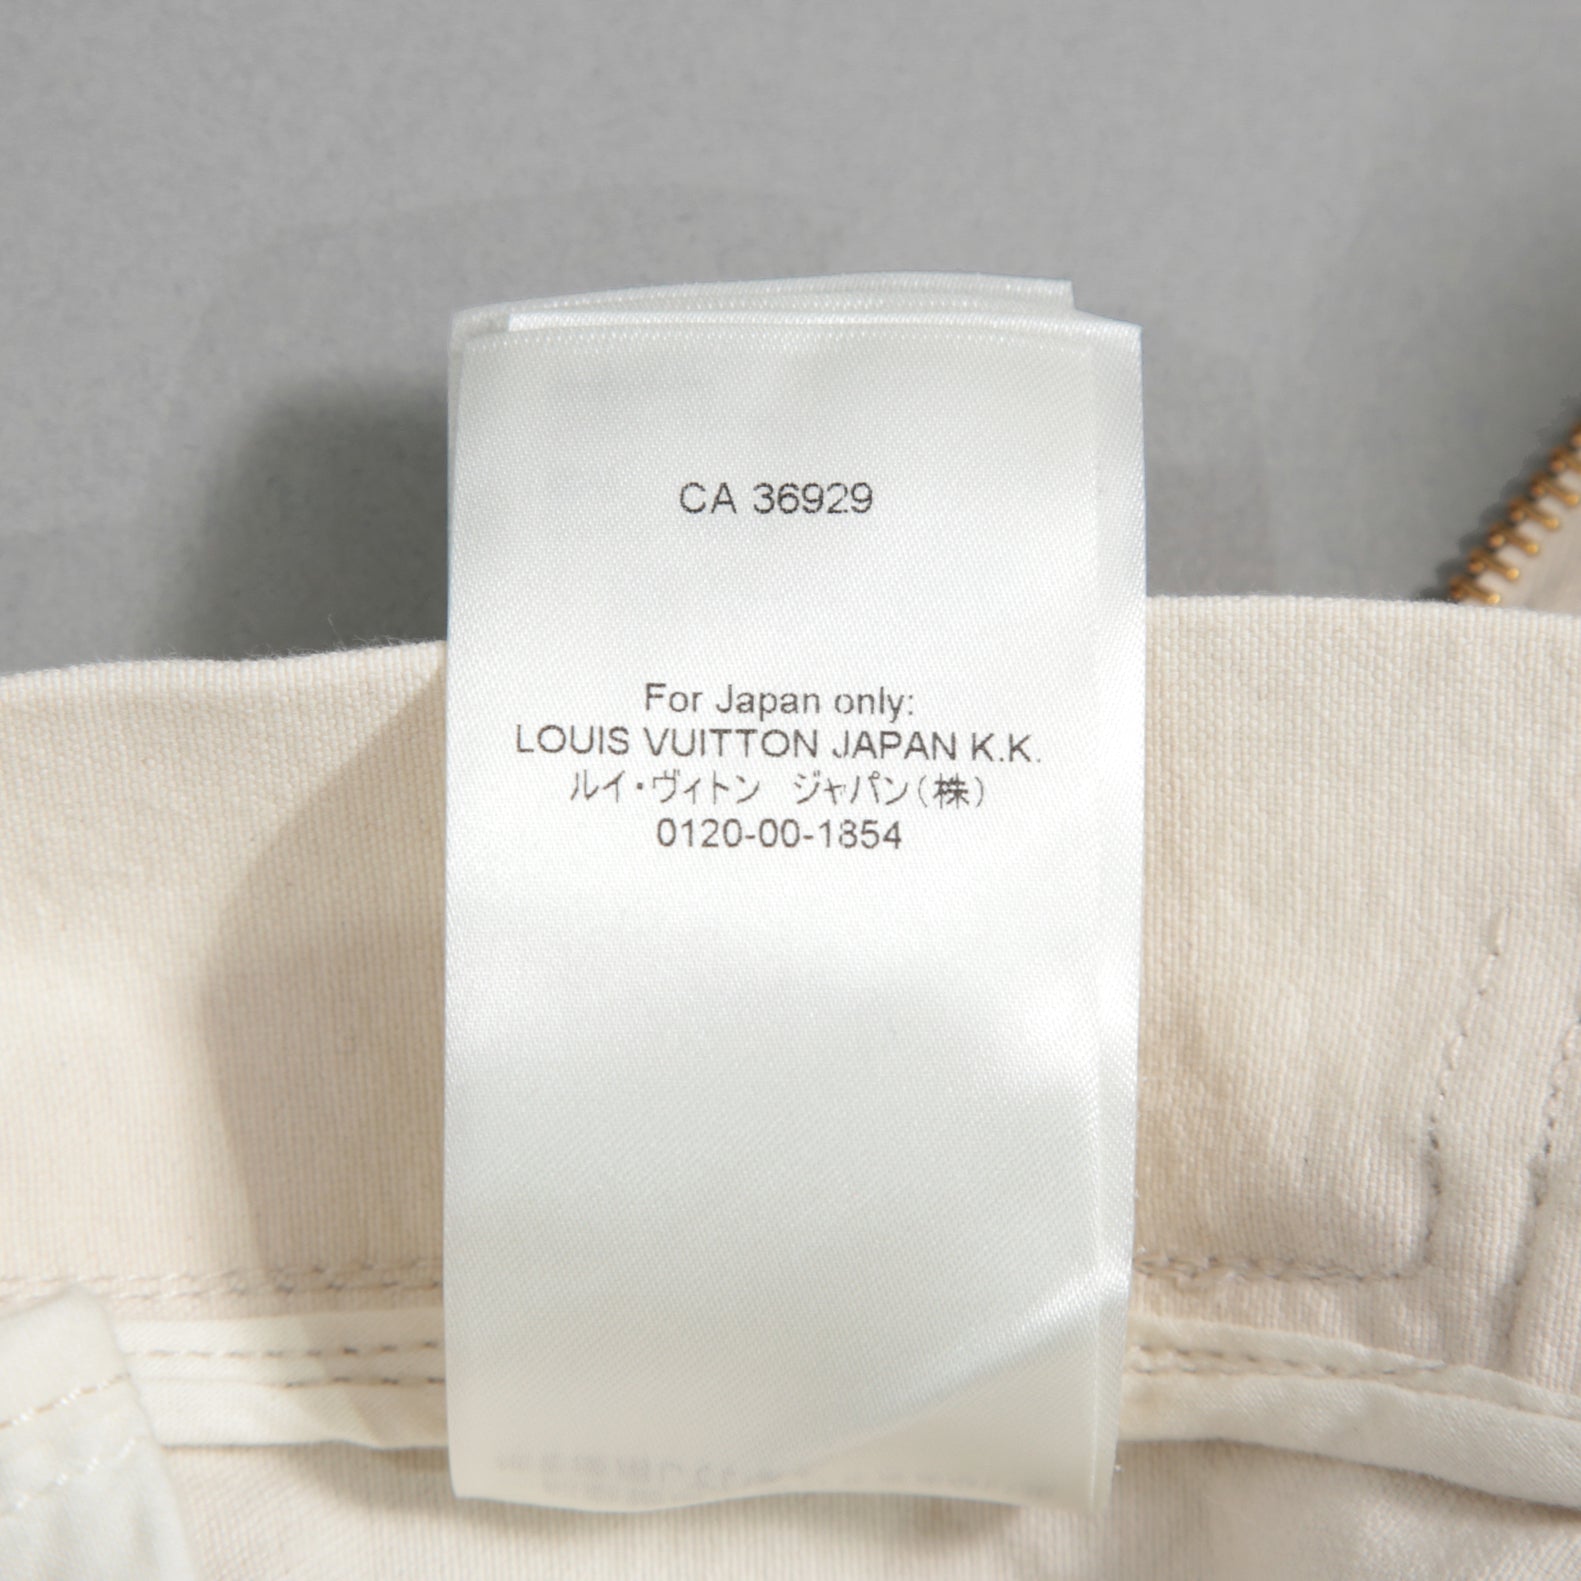 CA 36929
For Japan only:
LOUIS VUITTON JAPAN K.K.
ルイ・ヴィトン ジャパン(株)
0120-00-1854